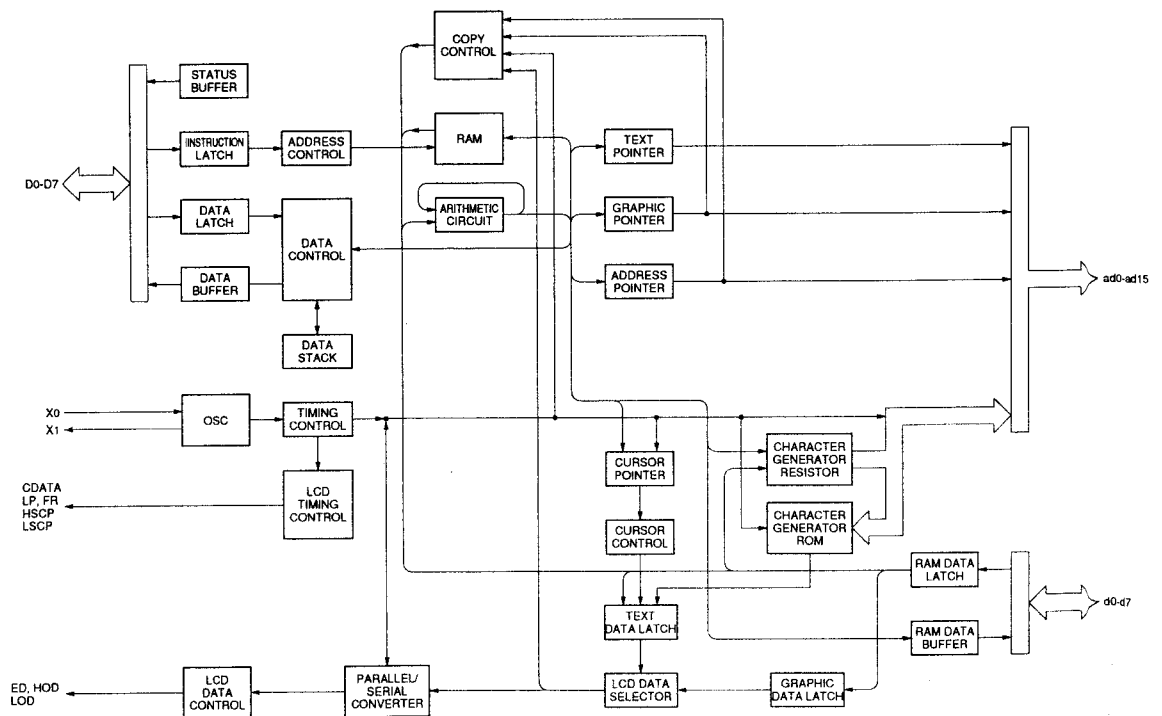 COPY
CONTROL
STATUS
BUFFER
IINSTRUCTION
LATCH
ADDRESS
CONTROL
RAM
TEXT
POINTER
D0-D7
DATA
LATCH
DATA
CONTROL
ARITHMETIC
CIRCUIT
GRAPHIC
POINTER
DATA
BUFFER
ADDRESS
POINTER
ad0-ad15
DATA
STACK
X0
X1
OSC
TIMING
CONTROL
CURSOR
POINTER
CHARACTER
GENERATOR
RESISTOR
CDATA
LP, FR
HSCP
LSCP
LCD
TIMING
CONTROL
CURSOR
CONTROL
CHARACTER
GENERATOR
ROM
RAM DATA
LATCH
d0-d7
TEXT
DATA LATCH
RAM DATA
BUFFER
ED, HOD
LOD
LCD
DATA
CONTROL
PARALLEL/
SERIAL
CONVERTER
LCD DATA
SELECTOR
GRAPHIC
DATA LATCH